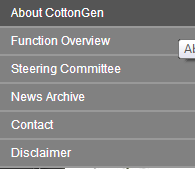 About CottonGen
Function Overview
Steering Committee
News Archive
Contact
Disclaimer